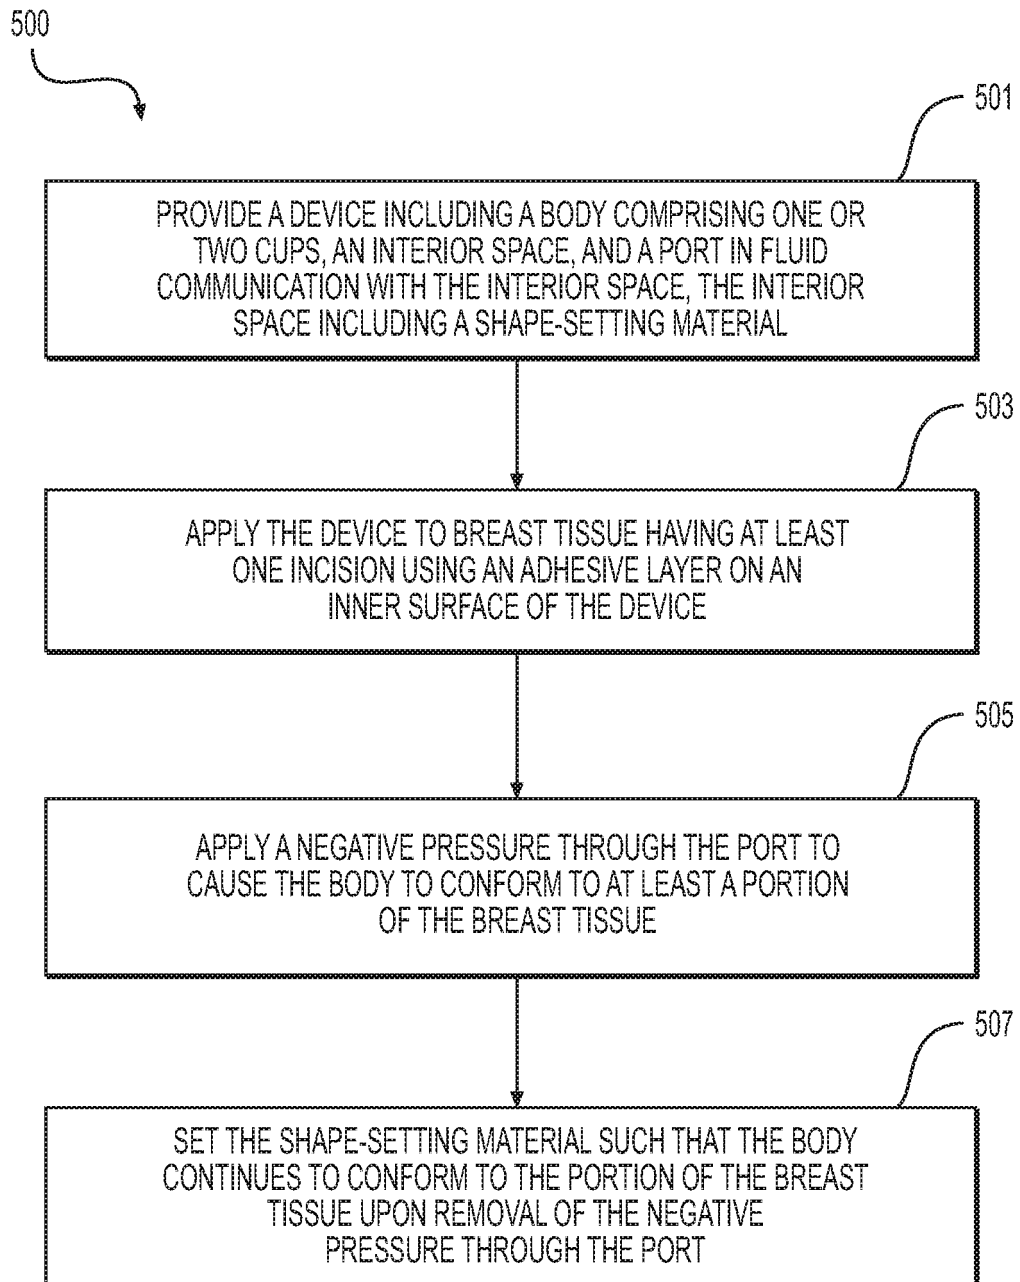 500
501
PROVIDE A DEVICE INCLUDING A BODY COMPRISING ONE OR
TWO CUPS, AN INTERIOR SPACE, AND A PORT IN FLUID
COMMUNICATION WITH THE INTERIOR SPACE, THE INTERIOR
SPACE INCLUDING A SHAPE-SETTING MATERIAL
503
APPLY THE DEVICE TO BREAST TISSUE HAVING AT LEAST
ONE INCISION USING AN ADHESIVE LAYER ON AN
INNER SURFACE OF THE DEVICE
505
APPLY A NEGATIVE PRESSURE THROUGH THE PORT TO
CAUSE THE BODY TO CONFORM TO AT LEAST A PORTION
OF THE BREAST TISSUE
507
SET THE SHAPE-SETTING MATERIAL SUCH THAT THE BODY
CONTINUES TO CONFORM TO THE PORTION OF THE BREAST
TISSUE UPON REMOVAL OF THE NEGATIVE
PRESSURE THROUGH THE PORT